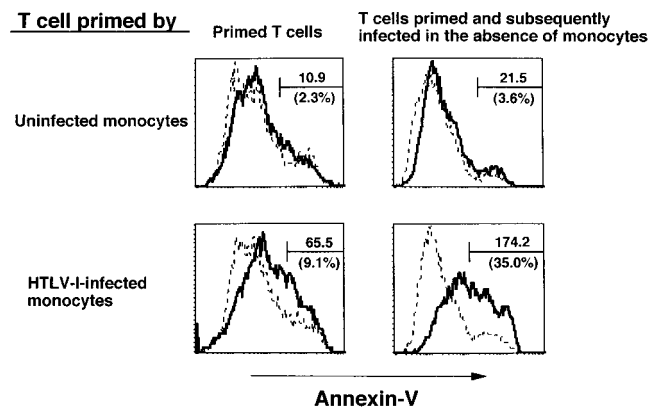 T cell primed by
Primed T cells
T cells primed and subsequently
infected in the absence of monocytes
Uninfected monocytes
10.9
(2.3%)
21.5
(3.6%)
HTLV-I-infected
monocytes
65.5
(9.1%)
174.2
(35.0%)
Annexin-V